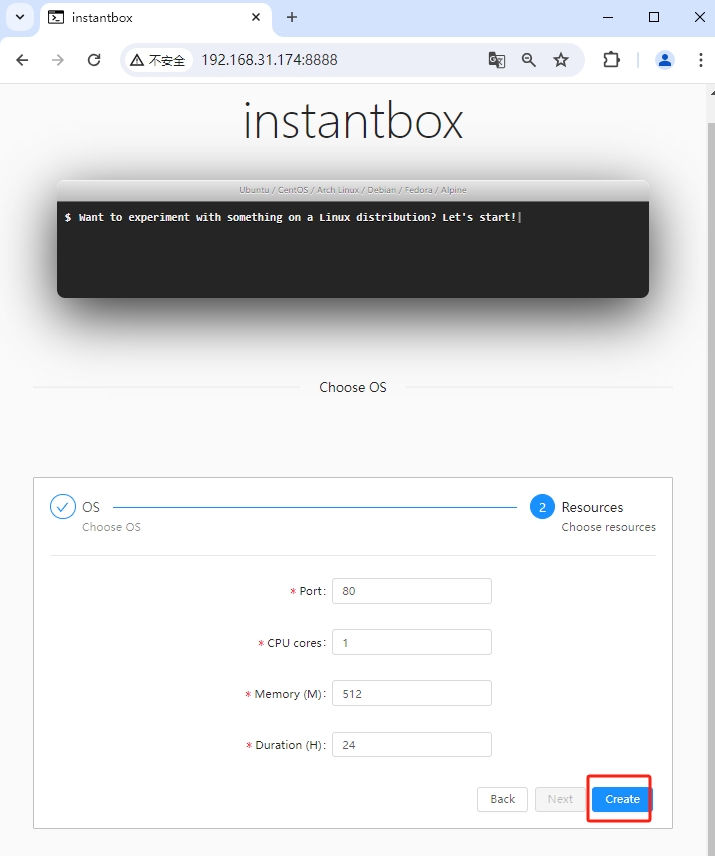 instantbox
不安全
192.168.31.174:8888
instantbox
Ubuntu / CentOS / Arch Linux / Debian / Fedora / Alpine
$ Want to experiment with something on a Linux distribution? Let's start!
Choose OS
OS
Choose OS
2 Resources
Choose resources
* Port: 80
* CPU cores: 1
* Memory (M): 512
* Duration (H): 24
Back Next Create